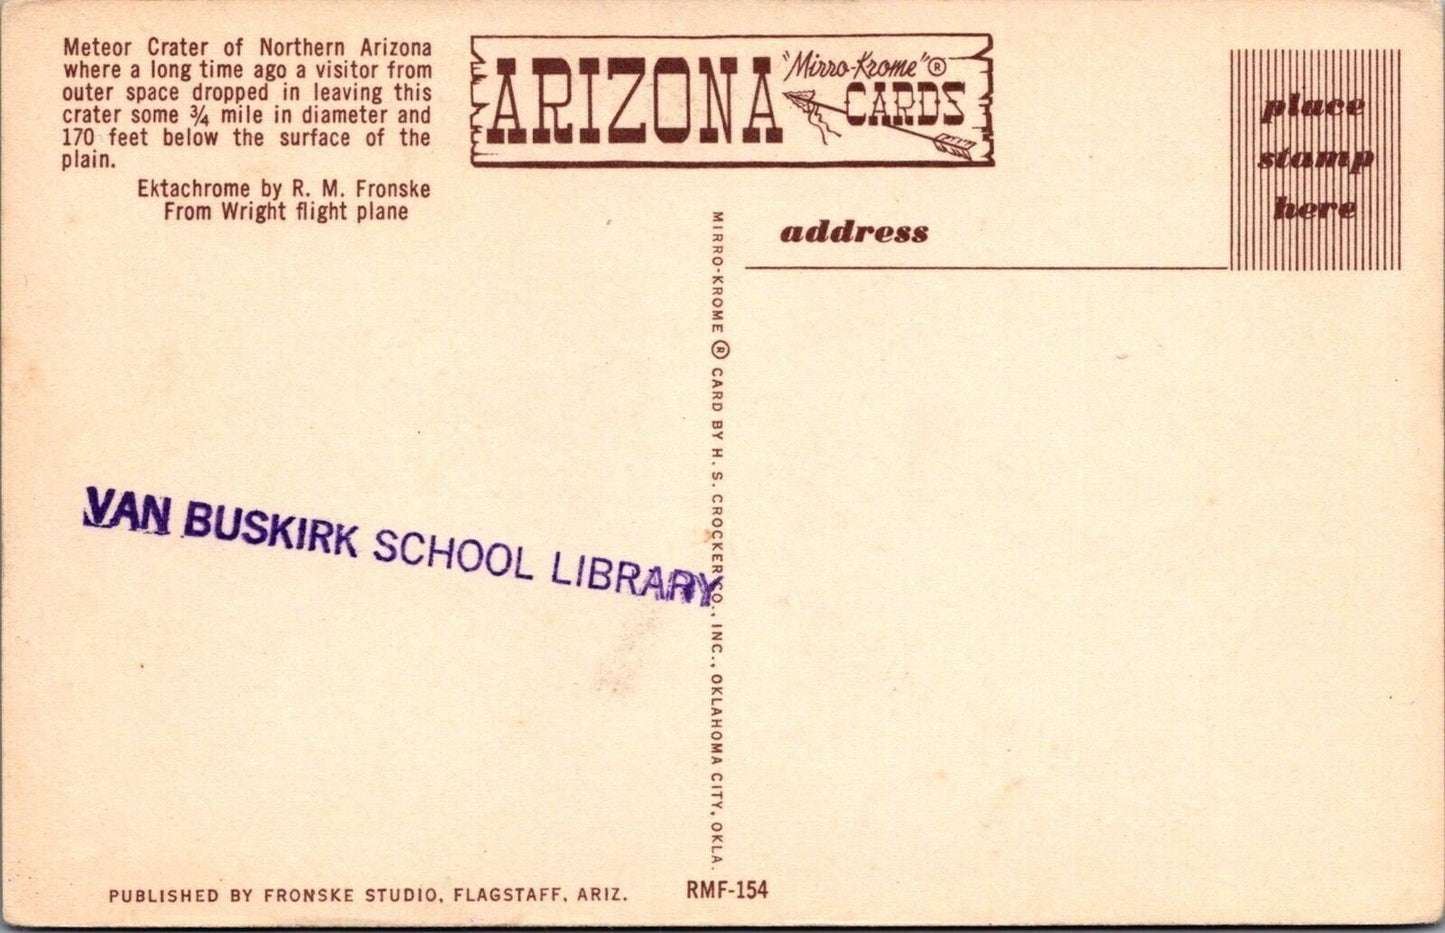 Meteor Crater of Northern Arizona
where a long time ago a visitor from
outer space dropped in leaving this
crater some ¾ mile in diameter and
170 feet below the surface of the
plain.
Ektachrome by R. M. Fronske
From Wright flight plane
ARIZONA
"Mirro-Krome"®
CARDS
place
stamp
here
address
MIRRO-KROME ® CARD BY H. S. CROCKER CO., INC., OKLAHOMA CITY, OKLA.
VAN BUSKIRK SCHOOL LIBRARY
PUBLISHED BY FRONSKE STUDIO, FLAGSTAFF, ARIZ.
RMF-154